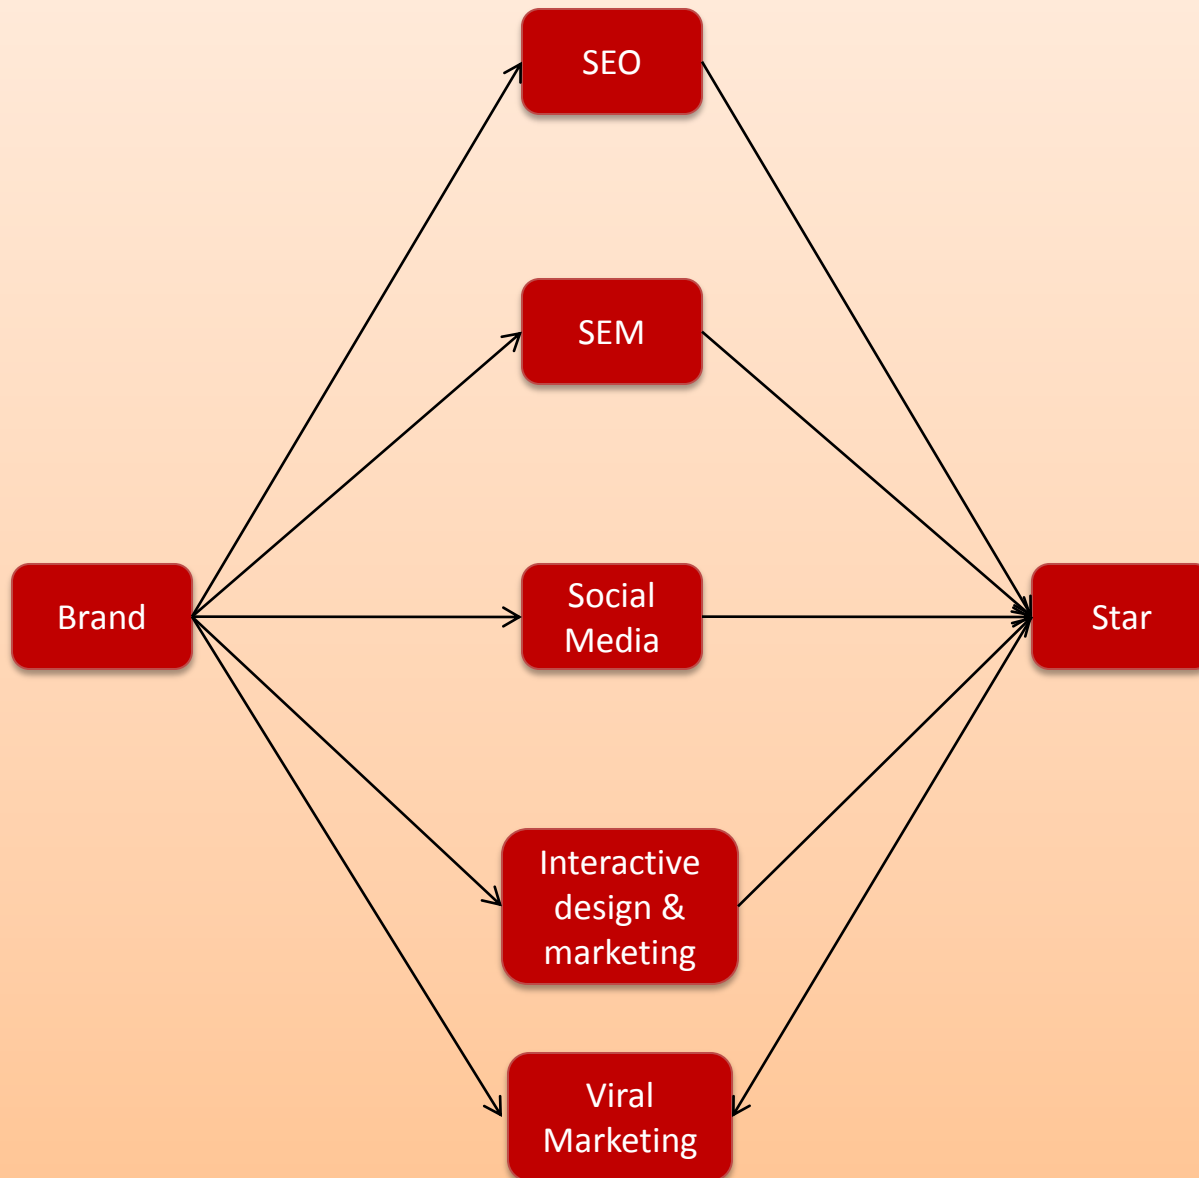 SEO
SEM
Brand
Social
Media
Star
Interactive
design &
marketing
Viral
Marketing